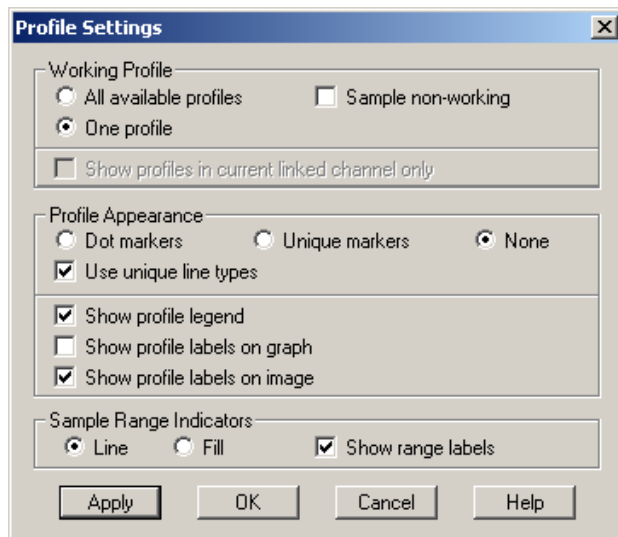 Profile Settings
Working Profile
All available profiles Sample non-working
One profile
Show profiles in current linked channel only
Profile Appearance
Dot markers Unique markers None
Use unique line types
Show profile legend
Show profile labels on graph
Show profile labels on image
Sample Range Indicators
Line Fill Show range labels
Apply OK Cancel Help